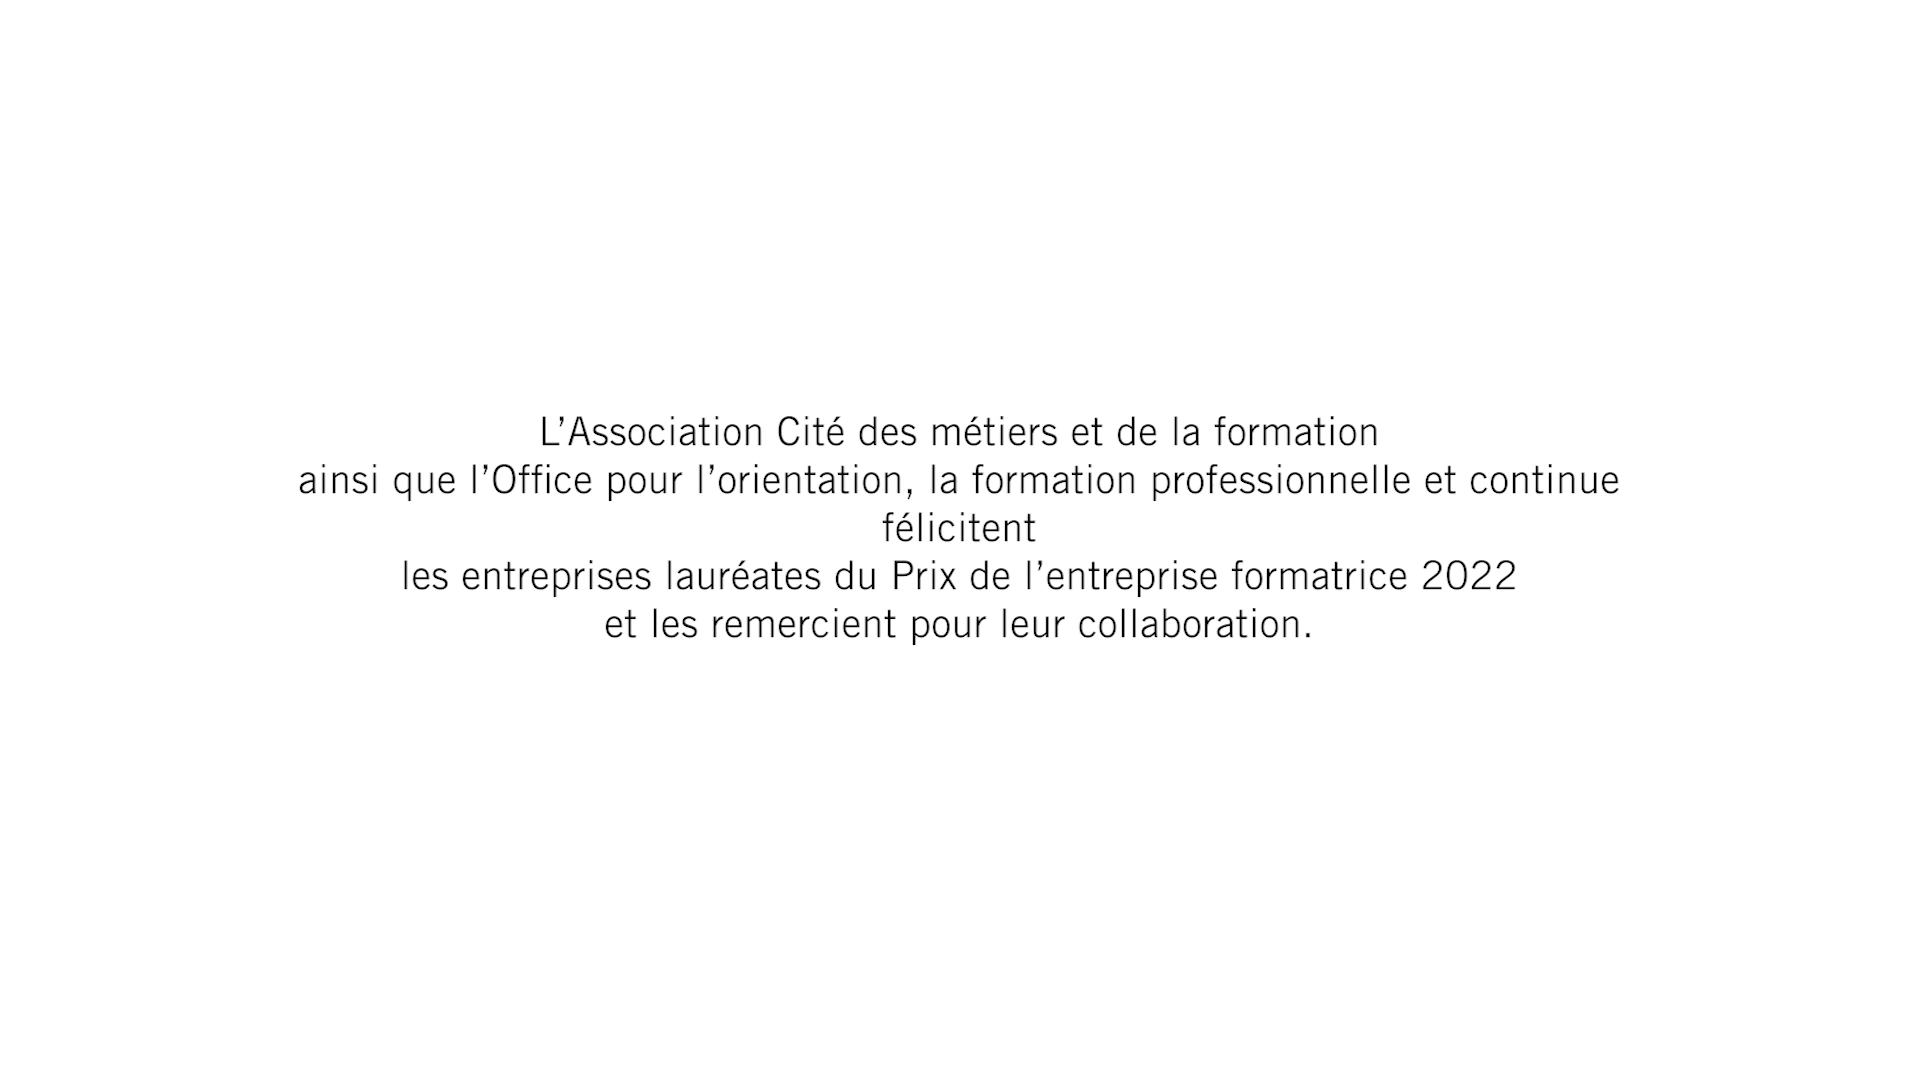 L’Association Cité des métiers et de la formation
ainsi que l’Office pour l’orientation, la formation professionnelle et continue
félicitent
les entreprises lauréates du Prix de l’entreprise formatrice 2022
et les remercient pour leur collaboration.